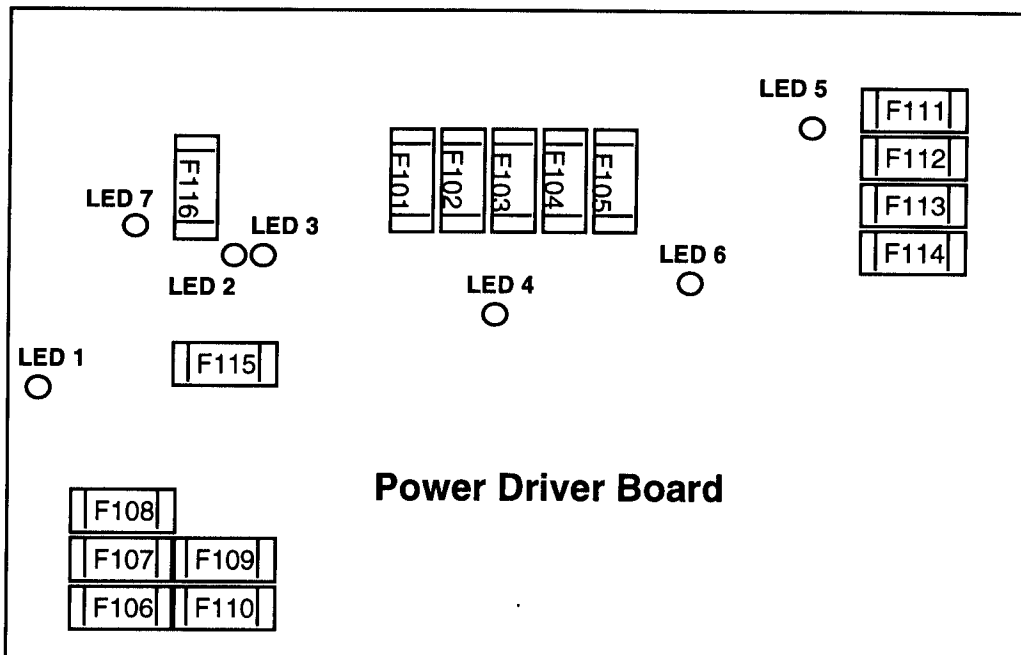 LED 5
F111
F112
F113
F114
F116
F101
F102
F103
F104
F105
LED 7
LED 3
LED 2
LED 4
LED 6
LED 1
F115
Power Driver Board
F108
F107
F109
F106
F110